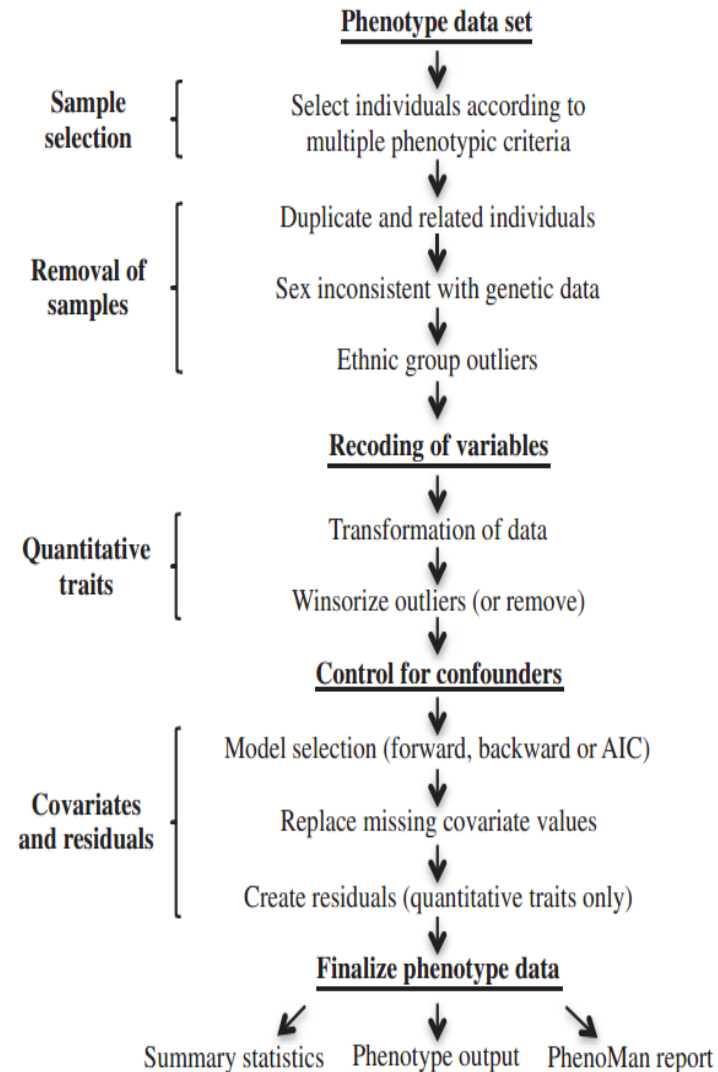 Phenotype data set
Sample
selection
Select individuals according to
multiple phenotypic criteria
Removal of
samples
Duplicate and related individuals
Sex inconsistent with genetic data
Ethnic group outliers
Recoding of variables
Quantitative
traits
Transformation of data
Winsorize outliers (or remove)
Control for confounders
Covariates
and residuals
Model selection (forward, backward or AIC)
Replace missing covariate values
Create residuals (quantitative traits only)
Finalize phenotype data
Summary statistics
Phenotype output
PhenoMan report